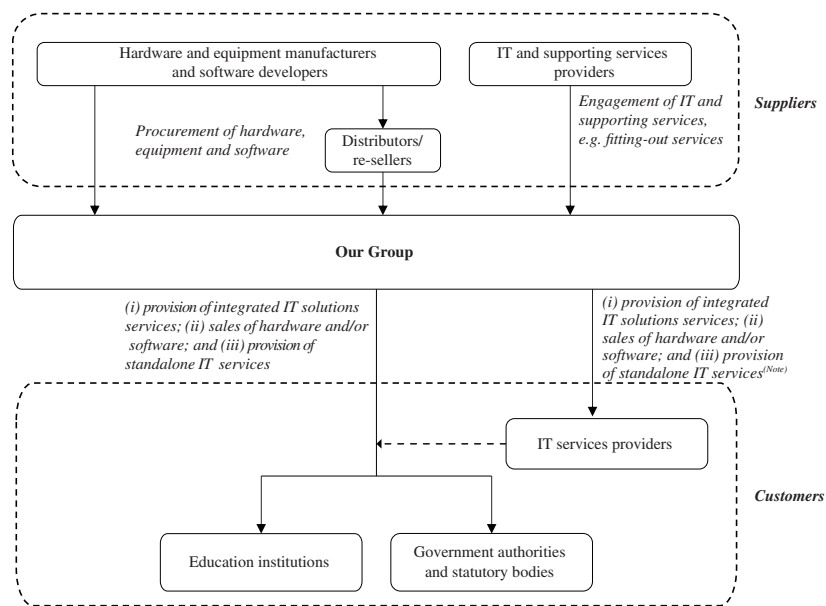 Hardware and equipment manufacturers
and software developers
IT and supporting services
providers
Suppliers
Procurement of hardware,
equipment and software
Distributors/
re-sellers
Engagement of IT and
supporting services,
e.g. fitting-out services
Our Group
(i) provision of integrated IT solutions
services; (ii) sales of hardware and/or
software; and (iii) provision of
standalone IT services
(i) provision of integrated
IT solutions services; (ii)
sales of hardware and/or
software; and (iii) provision
of standalone IT services(Note)
IT services providers
Customers
Education institutions
Government authorities
and statutory bodies